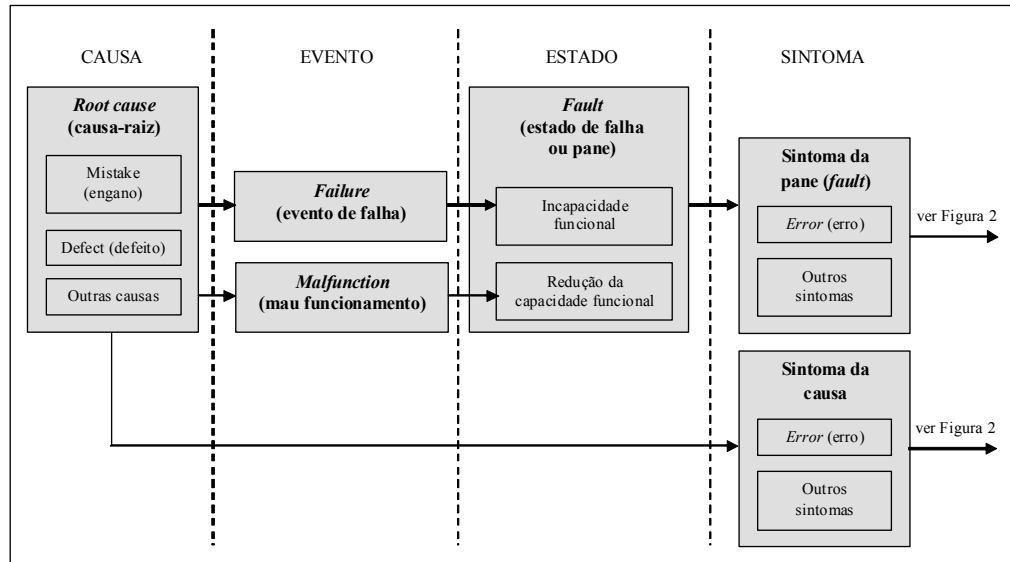 CAUSA
EVENTO
ESTADO
SINTOMA
Root cause
(causa-raiz)
Mistake
(engano)
Defect (defeito)
Outras causas
Failure
(evento de falha)
Malfunction
(mau funcionamento)
Fault
(estado de falha
ou pane)
Incapacidade
funcional
Redução da
capacidade funcional
Sintoma da
pane (fault)
Error (erro)
Outros
sintomas
ver Figura 2
Sintoma da
causa
Error (erro)
Outros
sintomas
ver Figura 2